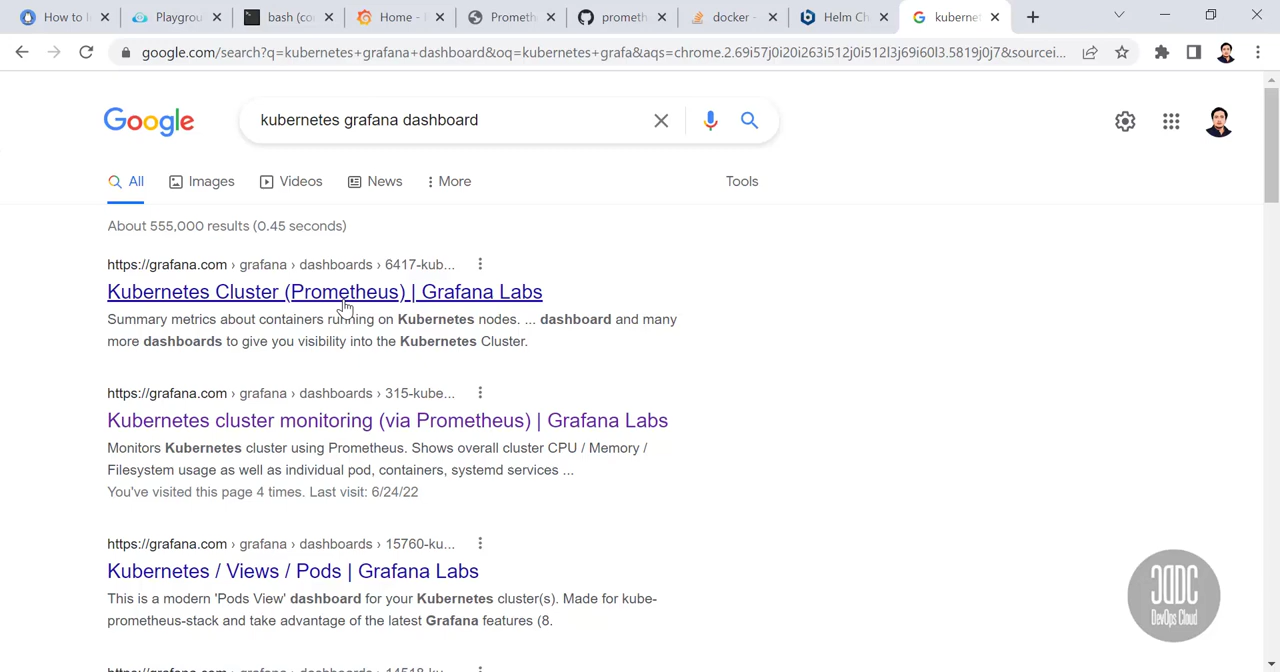 How to I
Playgrou
bash (co
Home -
Prometh
prometh
docker -
Helm Ch
kubernet
google.com/search?q=kubernetes+grafana+dashboard&oq=kubernetes+grafa&aqs=chrome.2.69i57j0i20i263i512j0i512l3j69i60l3.5819j0j7&sourcei...
Google
kubernetes grafana dashboard
All
Images
Videos
News
More
Tools
About 555,000 results (0.45 seconds)
https://grafana.com › grafana › dashboards › 6417-kub...
Kubernetes Cluster (Prometheus) | Grafana Labs
Summary metrics about containers running on Kubernetes nodes. ... dashboard and many
more dashboards to give you visibility into the Kubernetes Cluster.
https://grafana.com › grafana › dashboards › 315-kube...
Kubernetes cluster monitoring (via Prometheus) | Grafana Labs
Monitors Kubernetes cluster using Prometheus. Shows overall cluster CPU / Memory /
Filesystem usage as well as individual pod, containers, systemd services ...
You've visited this page 4 times. Last visit: 6/24/22
https://grafana.com › grafana › dashboards › 15760-ku...
Kubernetes / Views / Pods | Grafana Labs
This is a modern 'Pods View' dashboard for your Kubernetes cluster(s). Made for kube-
prometheus-stack and take advantage of the latest Grafana features (8.
DevOps Cloud